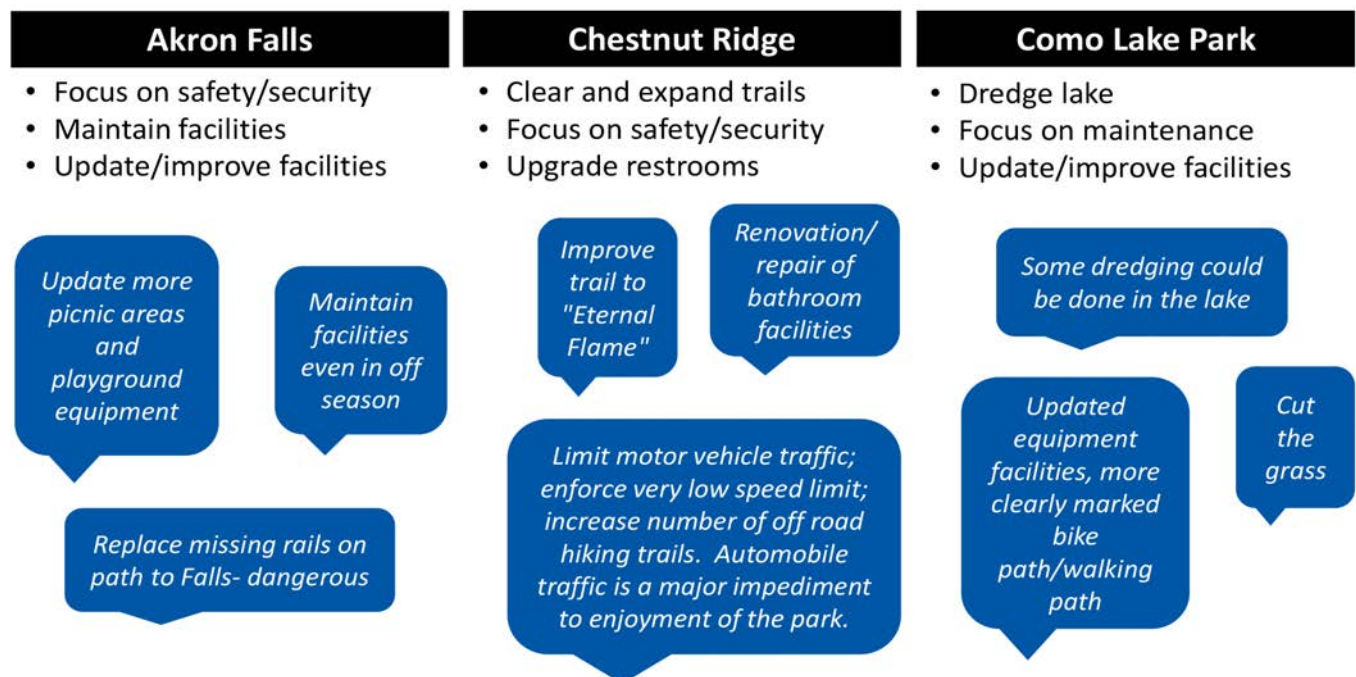 Akron Falls
• Focus on safety/security
• Maintain facilities
• Update/improve facilities
Update more
picnic areas
and
playground
equipment
Maintain
facilities
even in off
season
Replace missing rails on
path to Falls- dangerous
Chestnut Ridge
• Clear and expand trails
• Focus on safety/security
• Upgrade restrooms
Improve
trail to
"Eternal
Flame"
Renovation/
repair of
bathroom
facilities
Limit motor vehicle traffic;
enforce very low speed limit;
increase number of off road
hiking trails.  Automobile
traffic is a major impediment
to enjoyment of the park.
Como Lake Park
• Dredge lake
• Focus on maintenance
• Update/improve facilities
Some dredging could
be done in the lake
Updated
equipment
facilities, more
clearly marked
bike
path/walking
path
Cut
the
grass